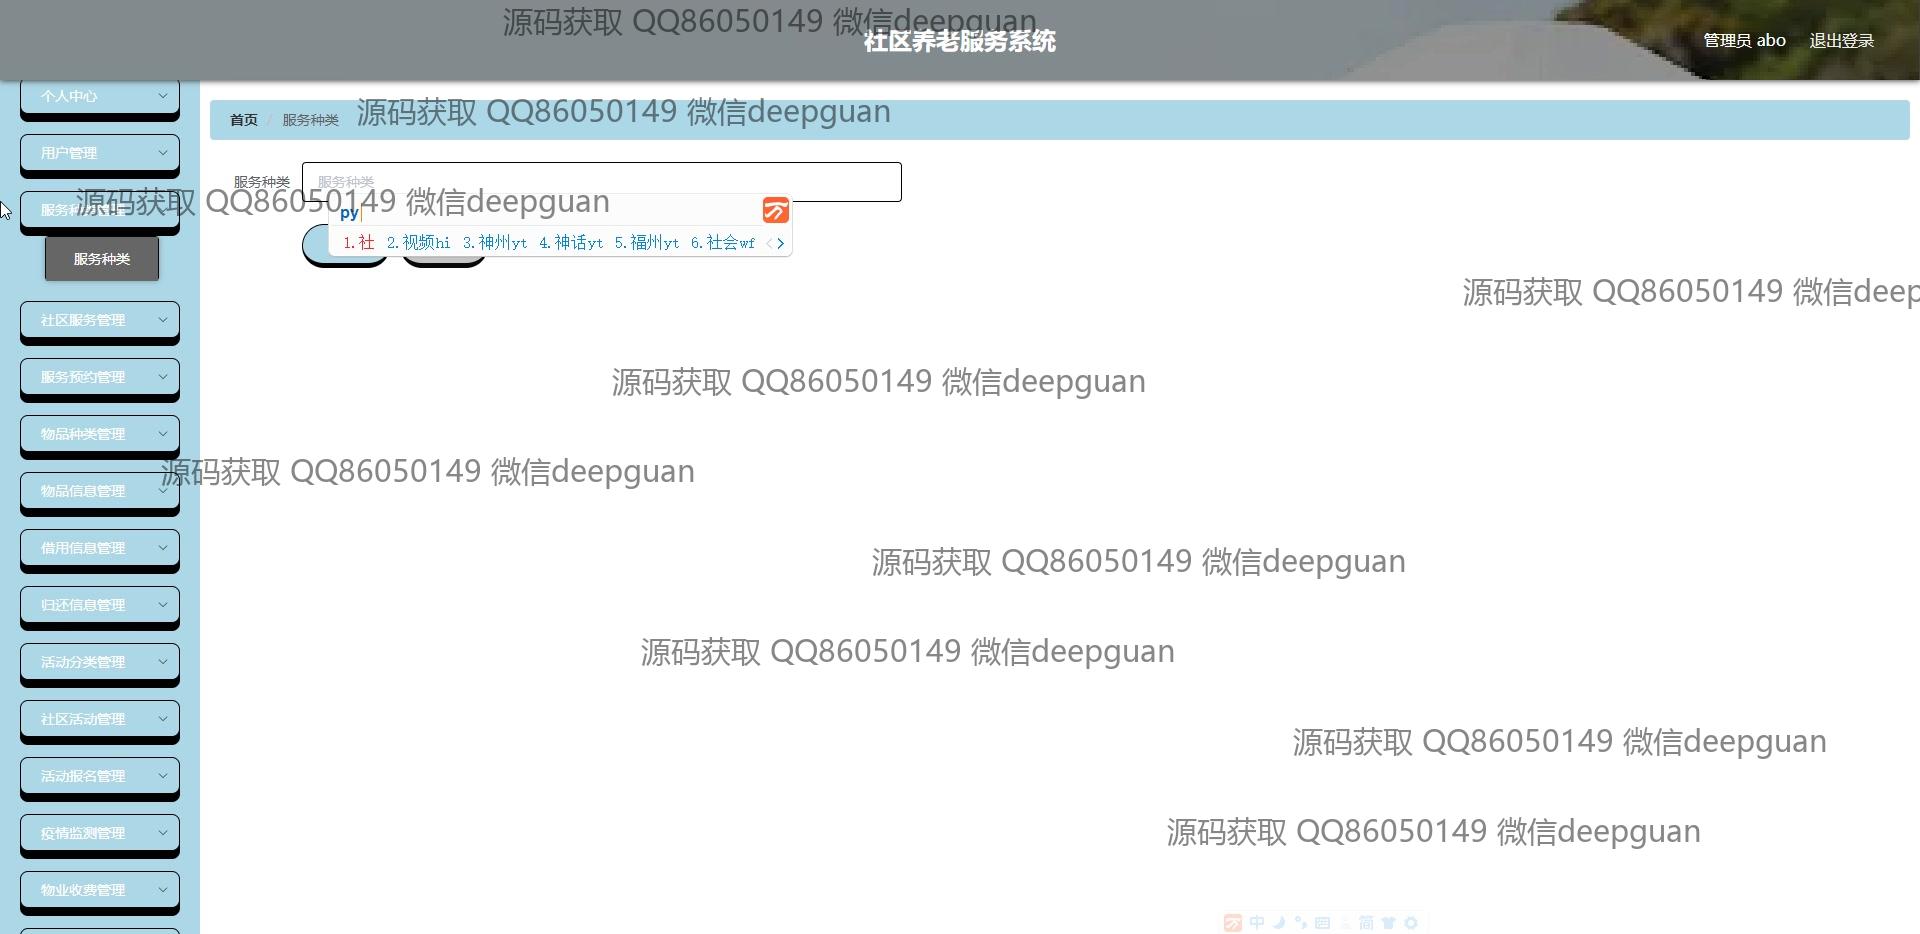 源码获取 QQ86050149 微信deepguan
社区养老服务系统
管理员 abo 退出登录
个人中心
首页 / 服务种类
源码获取 QQ86050149 微信deepguan
用户管理
服务种类 服务种类
源码获取 QQ86050149 微信deepguan
服务种类管理
py
1.社 2.视频hi 3.神州yt 4.神话yt 5.福州yt 6.社会wf
服务种类
源码获取 QQ86050149 微信deep
社区服务管理
服务预约管理
源码获取 QQ86050149 微信deepguan
物品种类管理
源码获取 QQ86050149 微信deepguan
物品信息管理
借用信息管理
源码获取 QQ86050149 微信deepguan
归还信息管理
源码获取 QQ86050149 微信deepguan
活动分类管理
社区活动管理
源码获取 QQ86050149 微信deepguan
活动报名管理
源码获取 QQ86050149 微信deepguan
疫情监测管理
物业收费管理
中 简